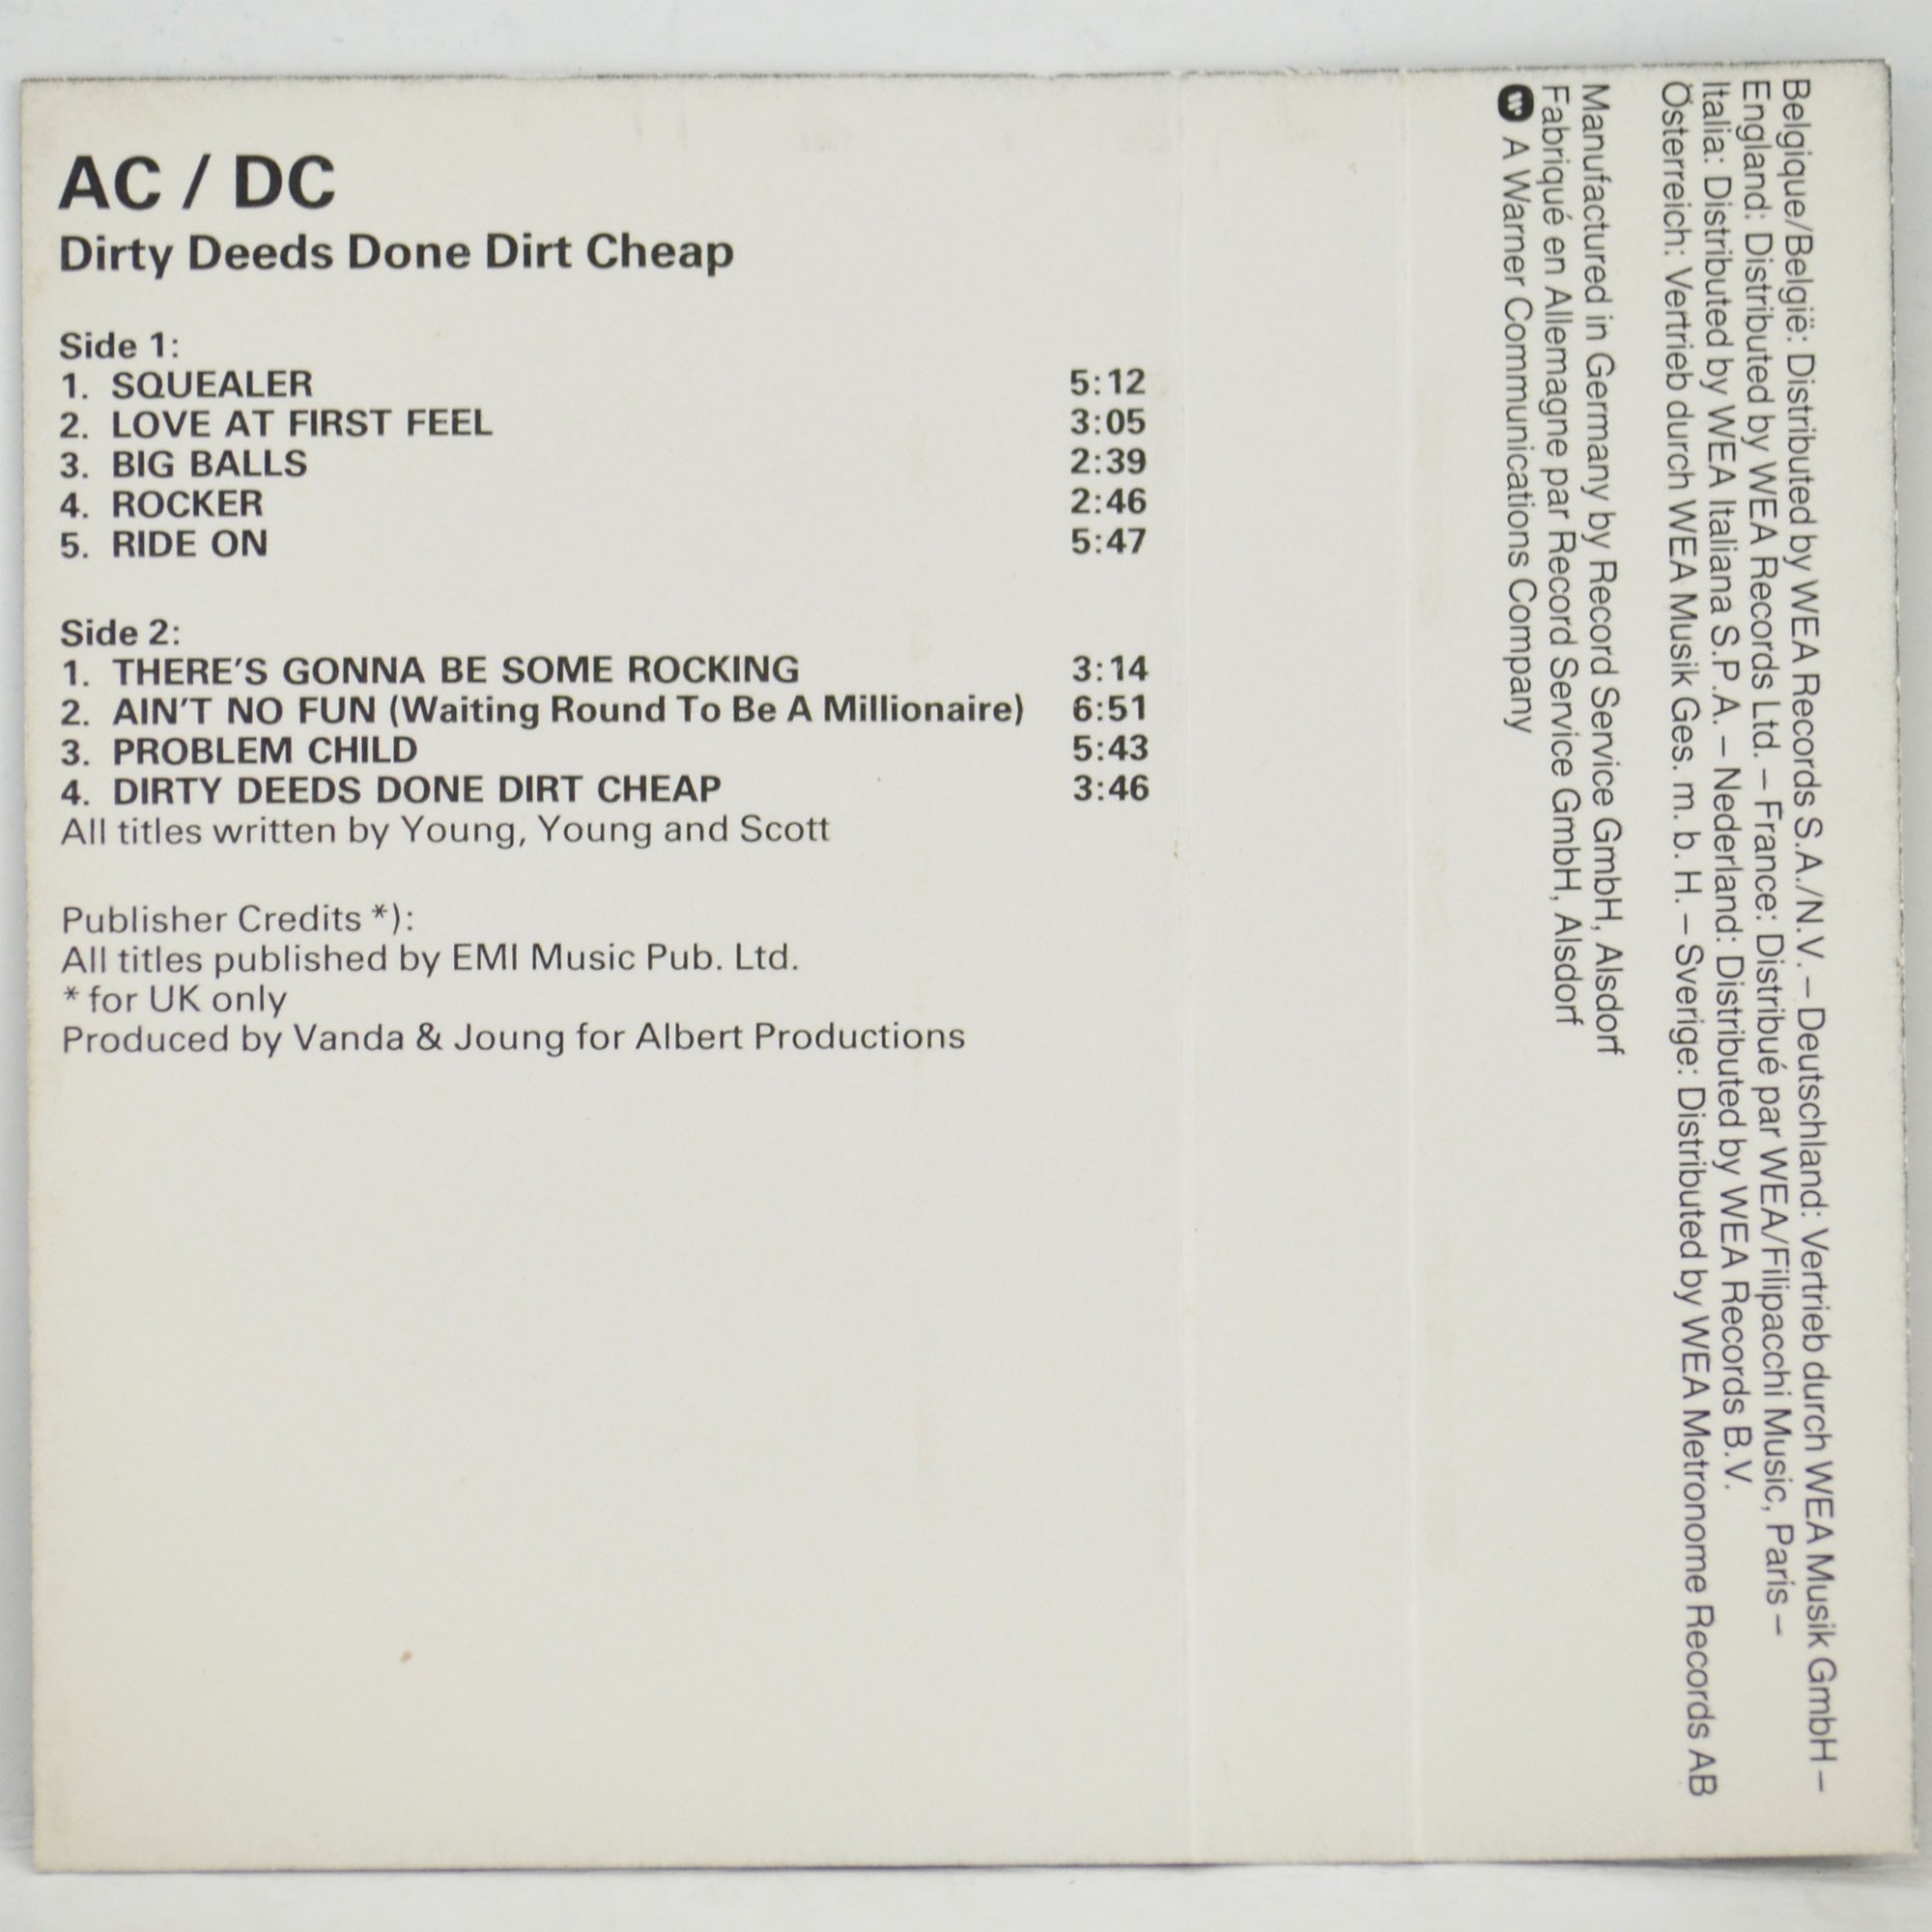 AC / DC
Dirty Deeds Done Dirt Cheap
Side 1:
1. SQUEALER 5:12
2. LOVE AT FIRST FEEL 3:05
3. BIG BALLS 2:39
4. ROCKER 2:46
5. RIDE ON 5:47
Side 2:
1. THERE'S GONNA BE SOME ROCKING 3:14
2. AIN'T NO FUN (Waiting Round To Be A Millionaire) 6:51
3. PROBLEM CHILD 5:43
4. DIRTY DEEDS DONE DIRT CHEAP 3:46
All titles written by Young, Young and Scott
Publisher Credits *):
All titles published by EMI Music Pub. Ltd.
* for UK only
Produced by Vanda & Joung for Albert Productions
Belgique/België: Distributed by WEA Records S.A./N.V. – Deutschland: Vertrieb durch WEA Musik GmbH –
England: Distributed by WEA Records Ltd. – France: Distribué par WEA/Filipacchi Music, Paris –
Italia: Distributed by WEA Italiana S.P.A. – Nederland: Distributed by WEA Records B.V.
Österreich: Vertrieb durch WEA Musik Ges. m. b. H. – Sverige: Distributed by WEA Metronome Records AB
Manufactured in Germany by Record Service GmbH, Alsdorf
Fabriqué en Allemagne par Record Service GmbH, Alsdorf
A Warner Communications Company